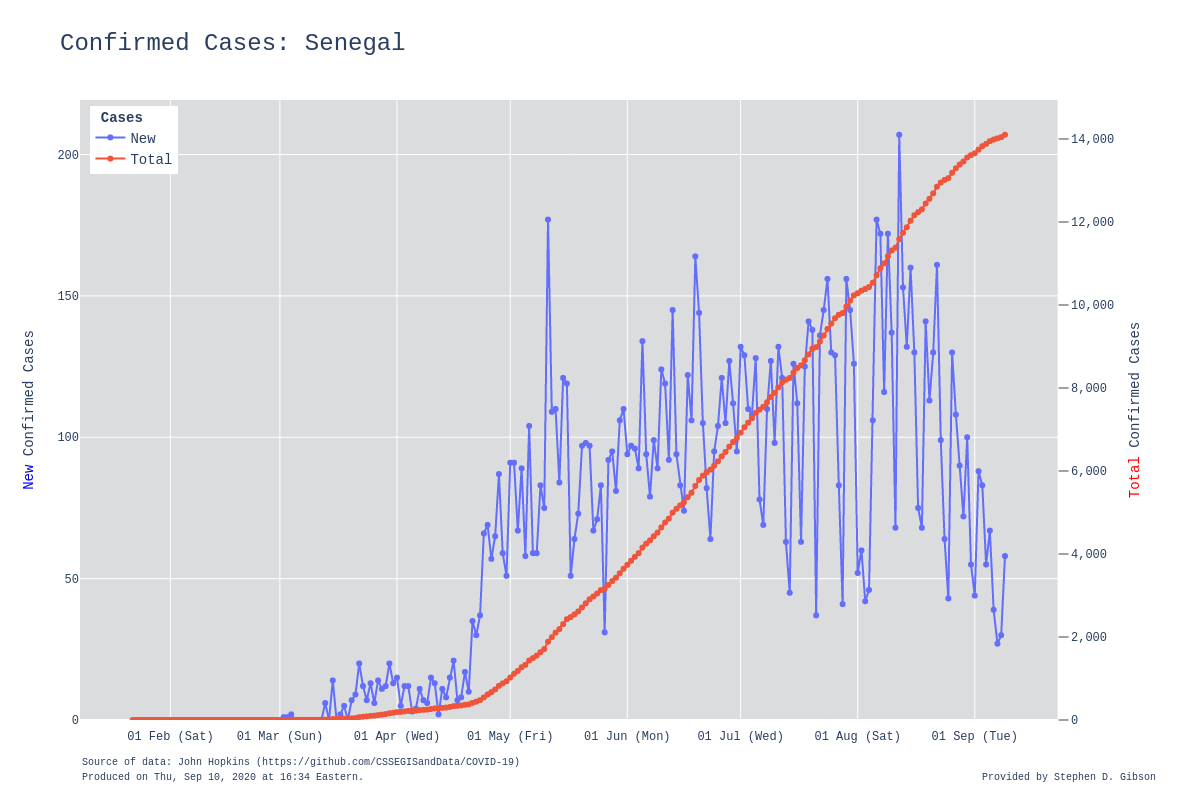 Confirmed Cases: Senegal
Cases
New
Total
200
150
100
50
0
14,000
12,000
10,000
8,000
6,000
4,000
2,000
0
New Confirmed Cases
Total Confirmed Cases
01 Feb (Sat)
01 Mar (Sun)
01 Apr (Wed)
01 May (Fri)
01 Jun (Mon)
01 Jul (Wed)
01 Aug (Sat)
01 Sep (Tue)
Source of data: John Hopkins (https://github.com/CSSEGISandData/COVID-19)
Produced on Thu, Sep 10, 2020 at 16:34 Eastern.
Provided by Stephen D. Gibson